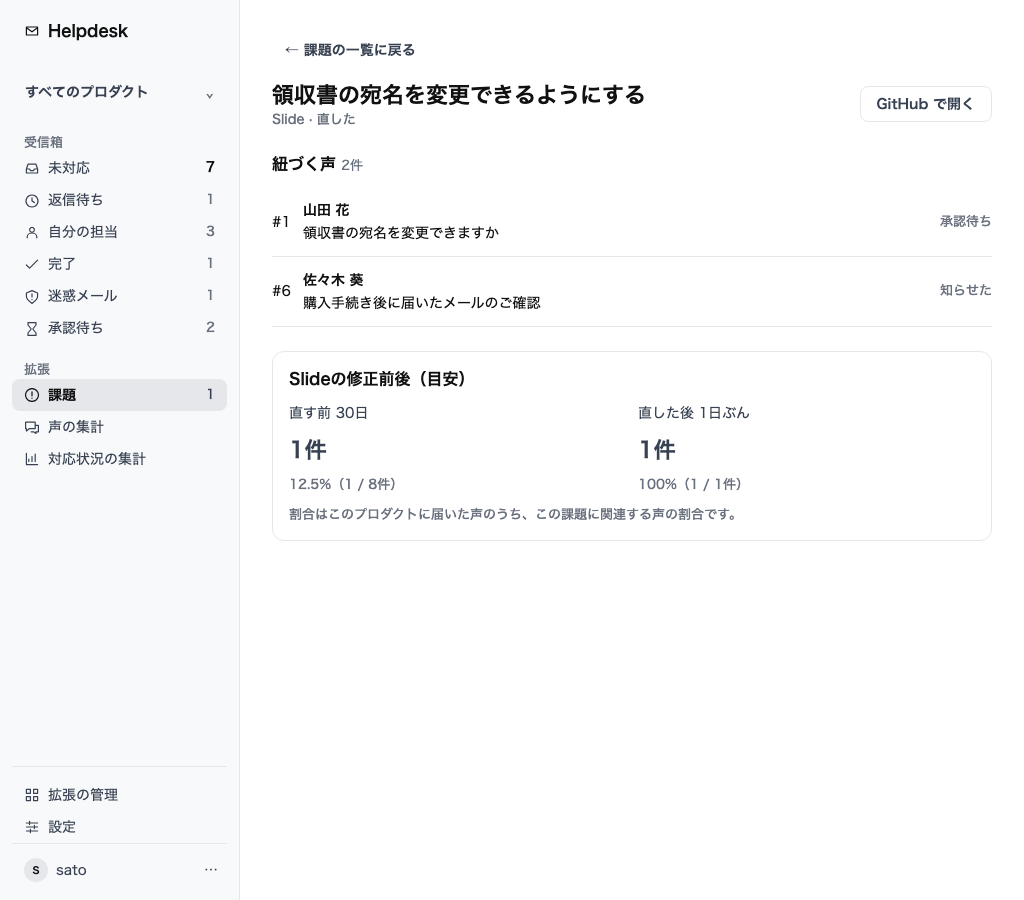 Helpdesk
すべてのプロダクト
受信箱
未対応 7
返信待ち 1
自分の担当 3
完了 1
迷惑メール 1
承認待ち 2
拡張
課題 1
声の集計
対応状況の集計
拡張の管理
設定
S sato ···
← 課題の一覧に戻る
領収書の宛名を変更できるようにする
Slide · 直した
GitHub で開く
紐づく声 2件
#1 山田 花
領収書の宛名を変更できますか
承認待ち
#6 佐々木 葵
購入手続き後に届いたメールのご確認
知らせた
Slideの修正前後（目安）
直す前 30日
1件
12.5%（1 / 8件）
直した後 1日ぶん
1件
100%（1 / 1件）
割合はこのプロダクトに届いた声のうち、この課題に関連する声の割合です。